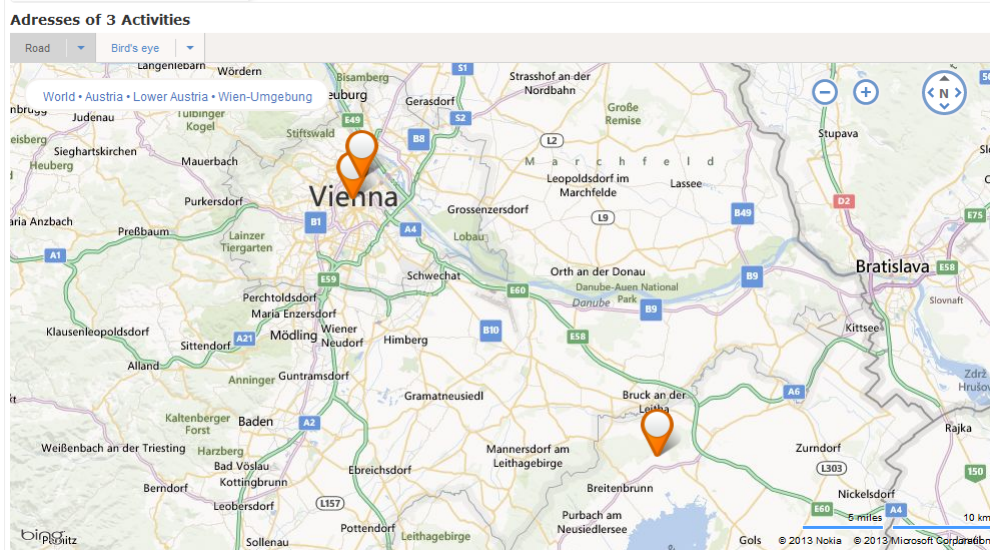 Adresses of 3 Activities
Road
Bird's eye
Langenlebarn
Wördern
Bisamberg
S1
Strasshof an der
Nordbahn
World • Austria • Lower Austria • Wien-Umgebung
Judenau
Tulbinger
Kogel
E49
Gerasdorf
S2
Große
Remise
N
Stiftswald
B8
L2
Stupava
Sieghartskirchen
Heuberg
Mauerbach
Marchfeld
Leopoldsdorf im
Marchfelde
Lassee
Purkersdorf
Vienna
Grossenzersdorf
L9
B49
D2
E75
Preßbaum
B1
A4
Lainzer
Tiergarten
Lobau
A1
E59
Schwechat
E60
Orth an der Donau
Danube-Auen National
Park
Danube
B9
B9
Bratislava
E58
Slovnaft
Perchtoldsdorf
Maria Enzersdorf
Klausenleopoldsdorf
Sittendorf
A21
Mödling
Wiener
Neudorf
Himberg
B10
E58
Kittsee
Alland
Anninger
Guntramsdorf
Gramatneusiedl
Bruck an der
Leitha
A6
Kaltenberger
Forst
Baden
A2
Rajka
Weißenbach an der Triesting
Harzberg
Bad Vöslau
Kottingbrunn
Mannersdorf am
Leithagebirge
Zurndorf
L303
150
Berndorf
Ebreichsdorf
Breitenbrunn
Nickelsdorf
Leobersdorf
L157
Purbach am
Neusiedlersee
E60
A4
Pottendorf
Leithagebirge
Gols
5 miles
10 km
bing
Sollenau
© 2013 Nokia
© 2013 Microsoft Corporation